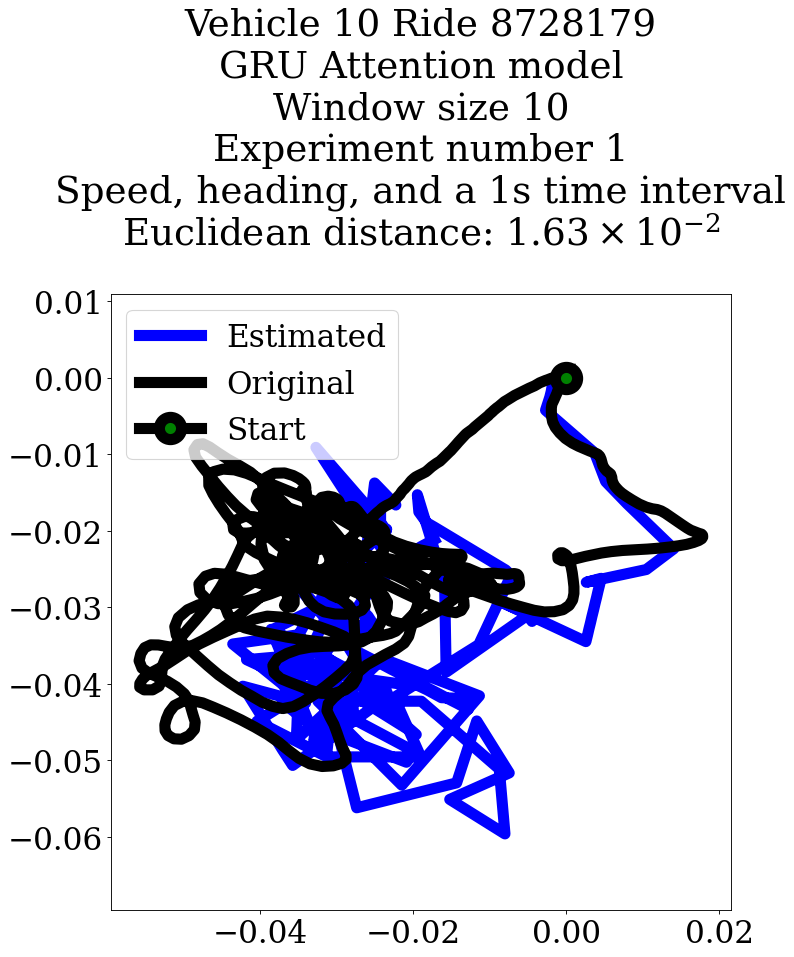 Vehicle 10 Ride 8728179
GRU Attention model
Window size 10
Experiment number 1
Speed, heading, and a 1s time interval
Euclidean distance: 1.63 × 10⁻²
0.01
0.00
−0.01
−0.02
−0.03
−0.04
−0.05
−0.06
Estimated
Original
Start
−0.04 −0.02 0.00 0.02